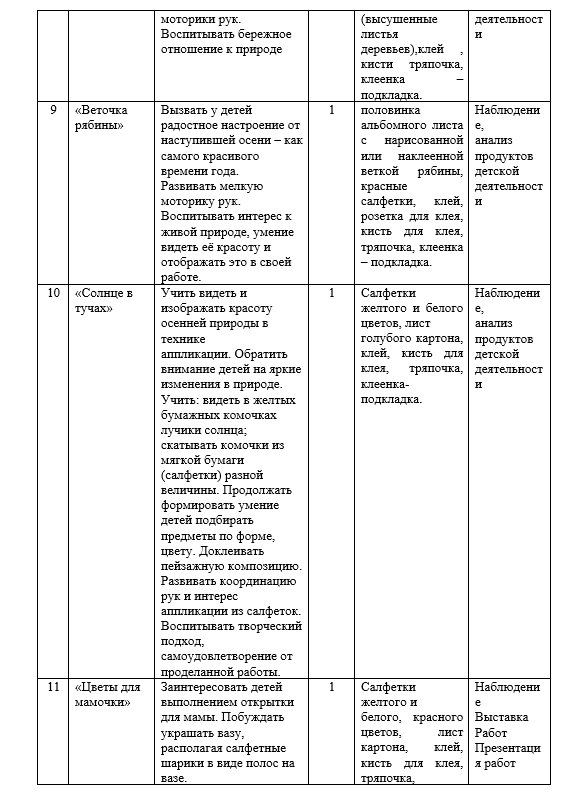 моторики рук.
Воспитывать бережное
отношение к природе
(высушенные
листья
деревьев),клей ,
кисти тряпочка,
клеенка –
подкладка.
деятельност
и
9
«Веточка
рябины»
Вызвать у детей
радостное настроение от
наступившей осени – как
самого красивого
времени года.
Развивать мелкую
моторику рук.
Воспитывать интерес к
живой природе, умение
видеть её красоту и
отображать это в своей
работе.
1
половинка
альбомного листа
с нарисованной
или наклеенной
веткой рябины,
красные
салфетки, клей,
розетка для клея,
кисть для клея,
тряпочка, клеенка
– подкладка.
Наблюдени
е,
анализ
продуктов
детской
деятельност
и
10
«Солнце в
тучах»
Учить видеть и
изображать красоту
осенней природы в
технике
аппликации. Обратить
внимание детей на яркие
изменения в природе.
Учить: видеть в желтых
бумажных комочках
лучики солнца;
скатывать комочки из
мягкой бумаги
(салфетки) разной
величины. Продолжать
формировать умение
детей подбирать
предметы по форме,
цвету. Доклеивать
пейзажную композицию.
Развивать координацию
рук и интерес
аппликации из салфеток.
Воспитывать творческий
подход,
самоудовлетворение от
проделанной работы.
1
Салфетки
желтого и белого
цветов, лист
голубого картона,
клей, кисть для
клея, тряпочка,
клеенка-
подкладка.
Наблюдени
е,
анализ
продуктов
детской
деятельност
и
11
«Цветы для
мамочки»
Заинтересовать детей
выполнением открытки
для мамы. Побуждать
украшать вазу,
располагая салфетные
шарики в виде полос на
вазе.
1
Салфетки
желтого и
белого, красного
цветов, лист
картона, клей,
кисть для клея,
тряпочка,
Наблюдени
е
Выставка
Работ
Презентаци
я работ